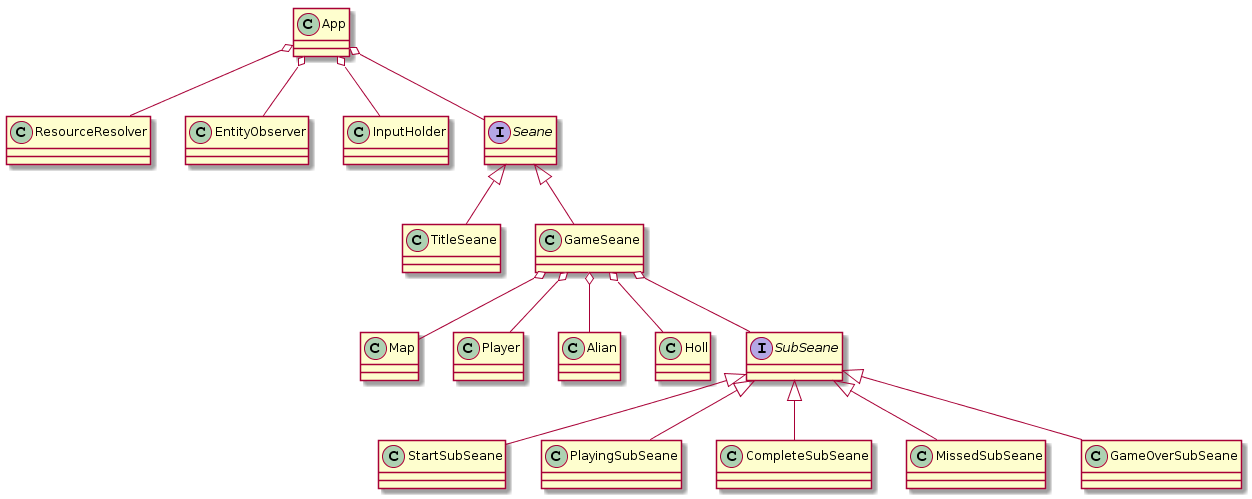 C App
C ResourceResolver
C EntityObserver
C InputHolder
I Seane
C TitleSeane
C GameSeane
C Map
C Player
C Alian
C Holl
I SubSeane
C StartSubSeane
C PlayingSubSeane
C CompleteSubSeane
C MissedSubSeane
C GameOverSubSeane